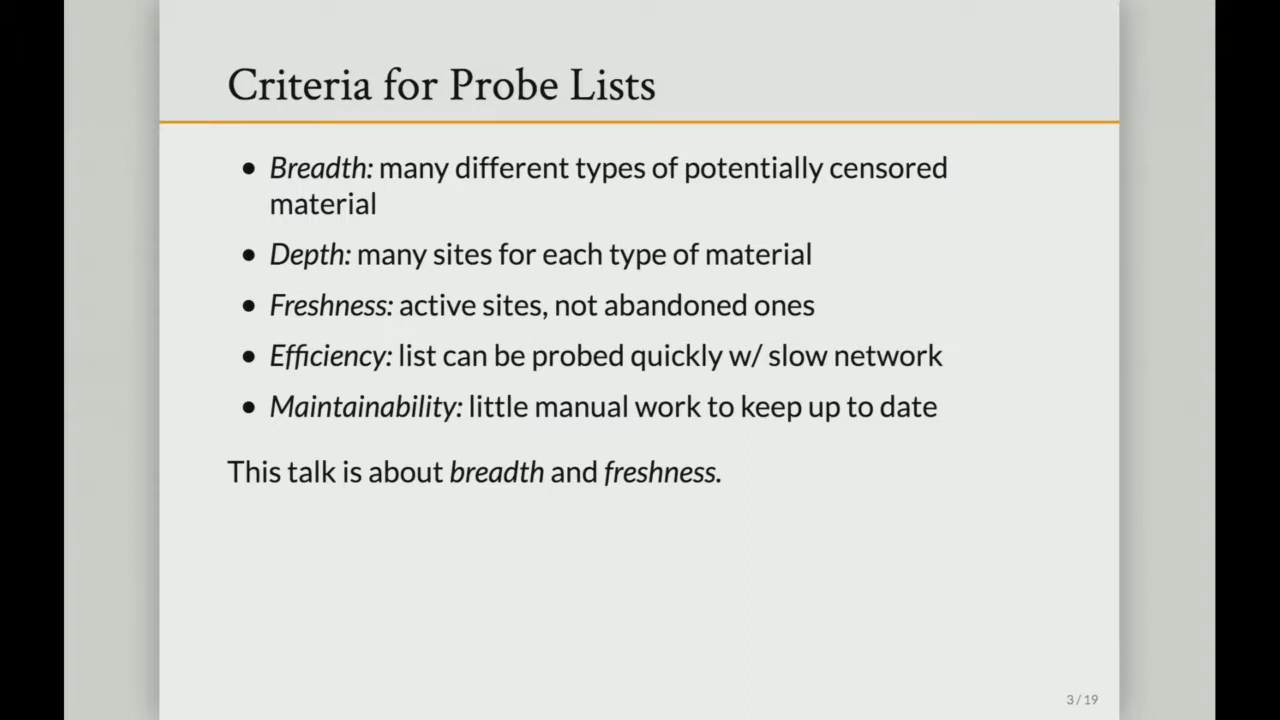 Criteria for Probe Lists
• Breadth: many different types of potentially censored
material
• Depth: many sites for each type of material
• Freshness: active sites, not abandoned ones
• Efficiency: list can be probed quickly w/ slow network
• Maintainability: little manual work to keep up to date
This talk is about breadth and freshness.
3 / 19